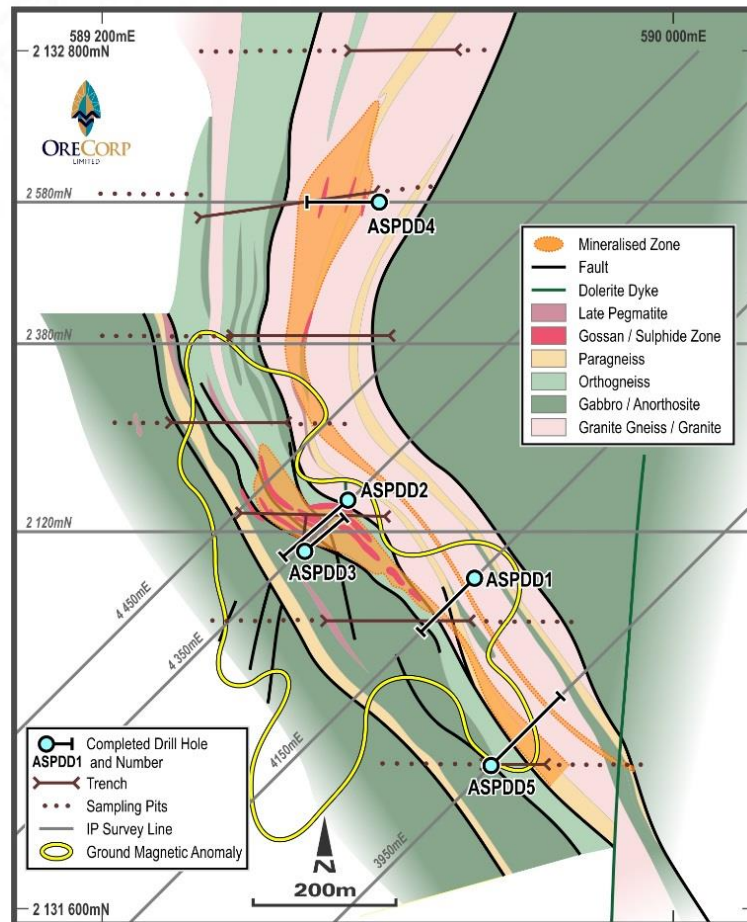 589 200mE
590 000mE
2 132 800mN
ORECORP
LIMITED
2 580mN
ASPDD4
Mineralised Zone
Fault
Dolerite Dyke
Late Pegmatite
Gossan / Sulphide Zone
Paragneiss
Orthogneiss
Gabbro / Anorthosite
Granite Gneiss / Granite
2 380mN
ASPDD2
2 120mN
ASPDD3
ASPDD1
4 450mE
4 350mE
4150mE
3950mE
ASPDD5
Completed Drill Hole
ASPDD1 and Number
Trench
Sampling Pits
IP Survey Line
Ground Magnetic Anomaly
N
200m
2 131 600mN